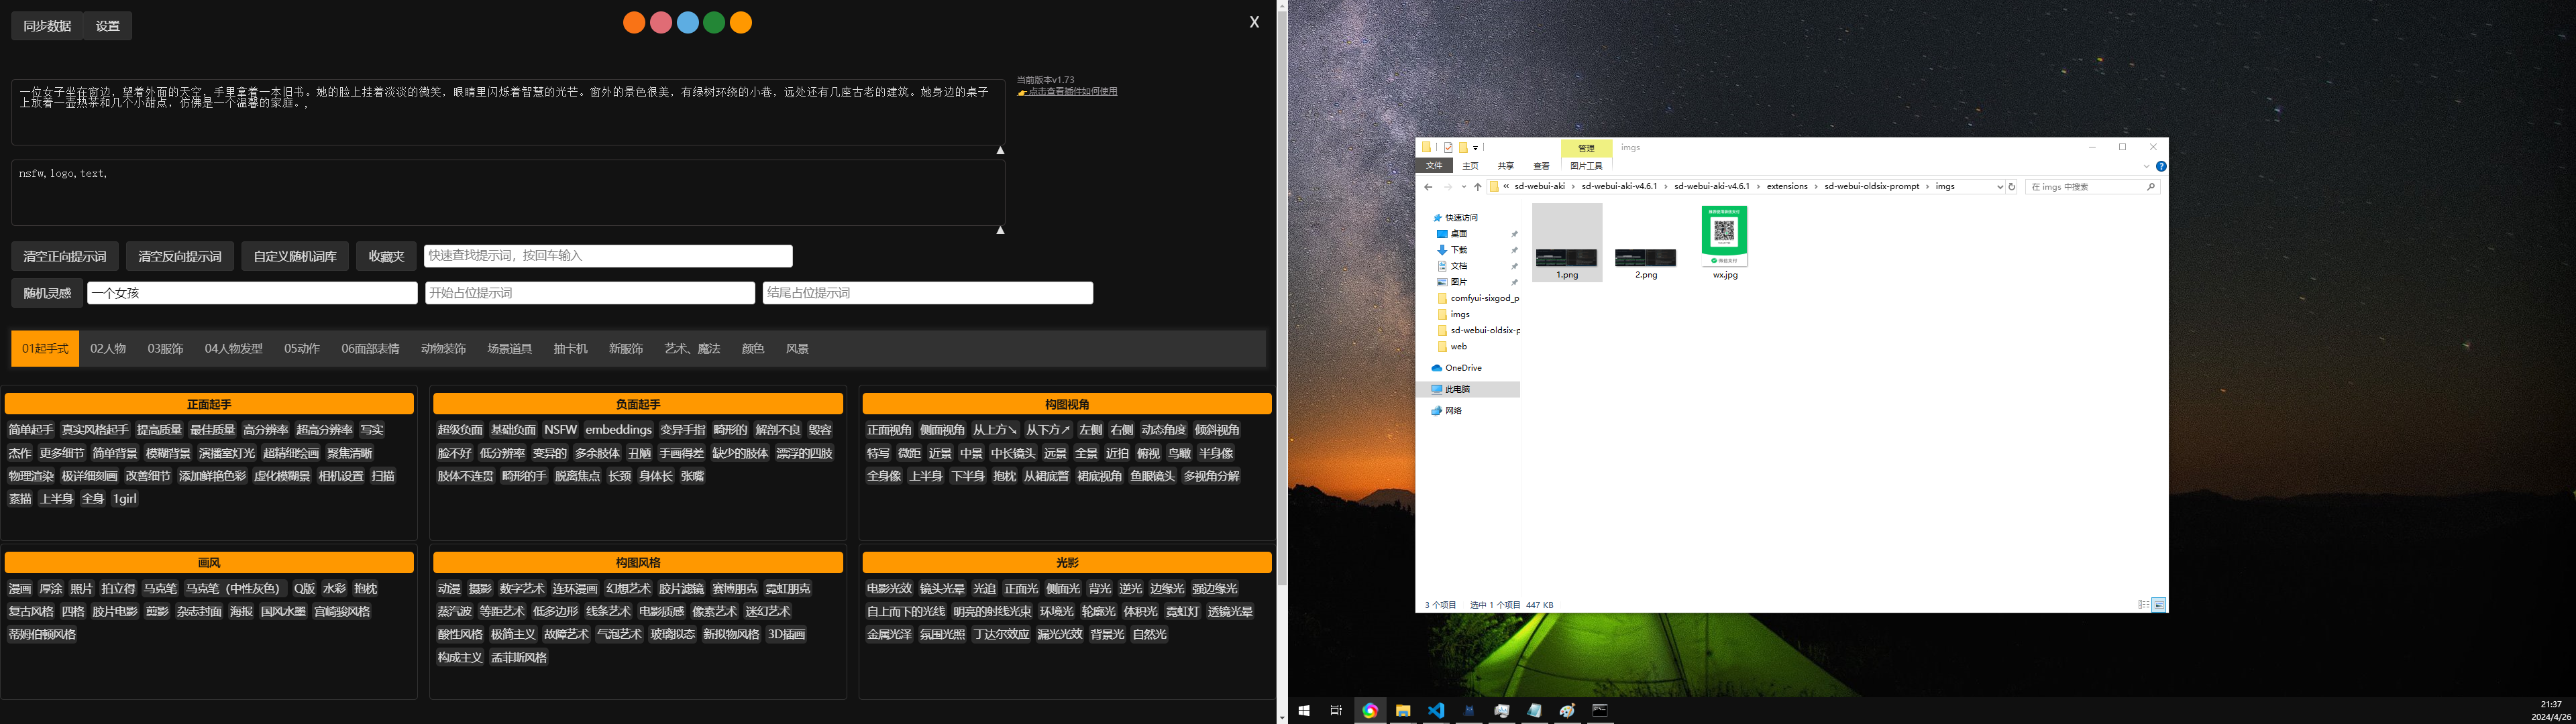 同步数据 设置 X
当前版本v1.73
👉 点击查看插件如何使用
一位女子坐在窗边，望着外面的天空，手里拿着一本旧书。她的脸上挂着淡淡的微笑，眼睛里闪烁着智慧的光芒。窗外的景色很美，有绿树环绕的小巷，远处还有几座古老的建筑。她身边的桌子
上放着一壶热茶和几个小甜点，仿佛是一个温馨的家庭。,
nsfw,logo,text,
清空正向提示词 清空反向提示词 自定义随机词库 收藏夹 快速查找提示词，按回车输入
随机灵感 一个女孩 开始占位提示词 结尾占位提示词
01起手式 02人物 03服饰 04人物发型 05动作 06面部表情 动物装饰 场景道具 抽卡机 新服饰 艺术、魔法 颜色 风景
正面起手
简单起手 真实风格起手 提高质量 最佳质量 高分辨率 超高分辨率 写实
杰作 更多细节 简单背景 模糊背景 演播室灯光 超精细绘画 聚焦清晰
物理渲染 极详细刻画 改善细节 添加鲜艳色彩 虚化模糊景 相机设置 扫描
素描 上半身 全身 1girl
负面起手
超级负面 基础负面 NSFW embeddings 变异手指 畸形的 解剖不良 毁容
脸不好 低分辨率 变异的 多余肢体 丑陋 手画得差 缺少的肢体 漂浮的四肢
肢体不连贯 畸形的手 脱离焦点 长颈 身体长 张嘴
构图视角
正面视角 侧面视角 从上方↘ 从下方↗ 左侧 右侧 动态角度 倾斜视角
特写 微距 近景 中景 中长镜头 远景 全景 近拍 俯视 鸟瞰 半身像
全身像 上半身 下半身 抱枕 从裙底瞥 裙底视角 鱼眼镜头 多视角分解
画风
漫画 厚涂 照片 拍立得 马克笔 马克笔（中性灰色） Q版 水彩 抱枕
复古风格 四格 胶片电影 剪影 杂志封面 海报 国风水墨 宫崎骏风格
蒂姆伯顿风格
构图风格
动漫 摄影 数字艺术 连环漫画 幻想艺术 胶片滤镜 赛博朋克 霓虹朋克
蒸汽波 等距艺术 低多边形 线条艺术 电影质感 像素艺术 迷幻艺术
酸性风格 极简主义 故障艺术 气泡艺术 玻璃拟态 新拟物风格 3D插画
构成主义 孟菲斯风格
光影
电影光效 镜头光晕 光追 正面光 侧面光 背光 逆光 边缘光 强边缘光
自上而下的光线 明亮的射线光束 环境光 轮廓光 体积光 霓虹灯 透镜光晕
金属光泽 氛围光照 丁达尔效应 漏光光效 背景光 自然光
管理 imgs
文件 主页 共享 查看 图片工具
« sd-webui-aki › sd-webui-aki-v4.6.1 › sd-webui-aki-v4.6.1 › extensions › sd-webui-oldsix-prompt › imgs 在 imgs 中搜索
快速访问
桌面
下载
文档
图片
comfyui-sixgod_p
imgs
sd-webui-oldsix-p
web
OneDrive
此电脑
网络
微信支付
1.png 2.png wx.jpg
3 个项目 选中 1 个项目 447 KB
21:37
2024/4/26